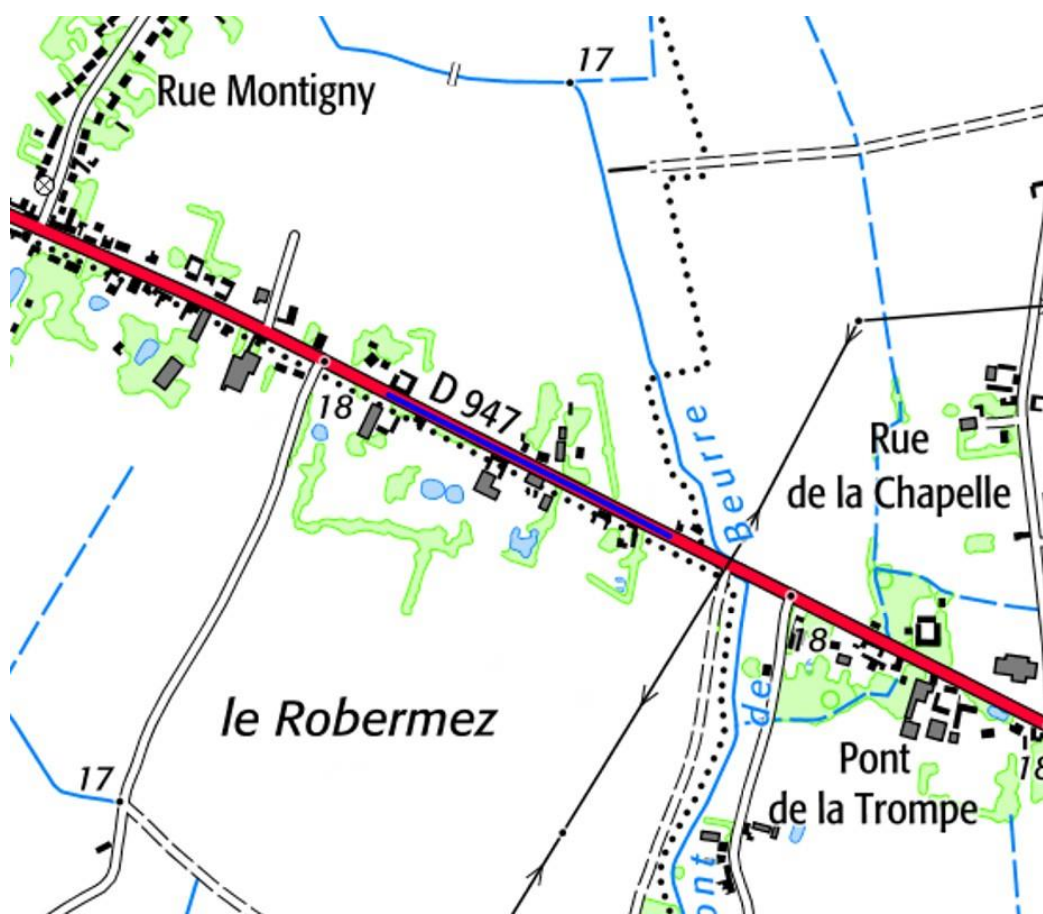 17
Rue Montigny
D 947
18
Beurre
Rue
de la Chapelle
18
de
le Robermez
17
Pont
de la Trompe
18
ont